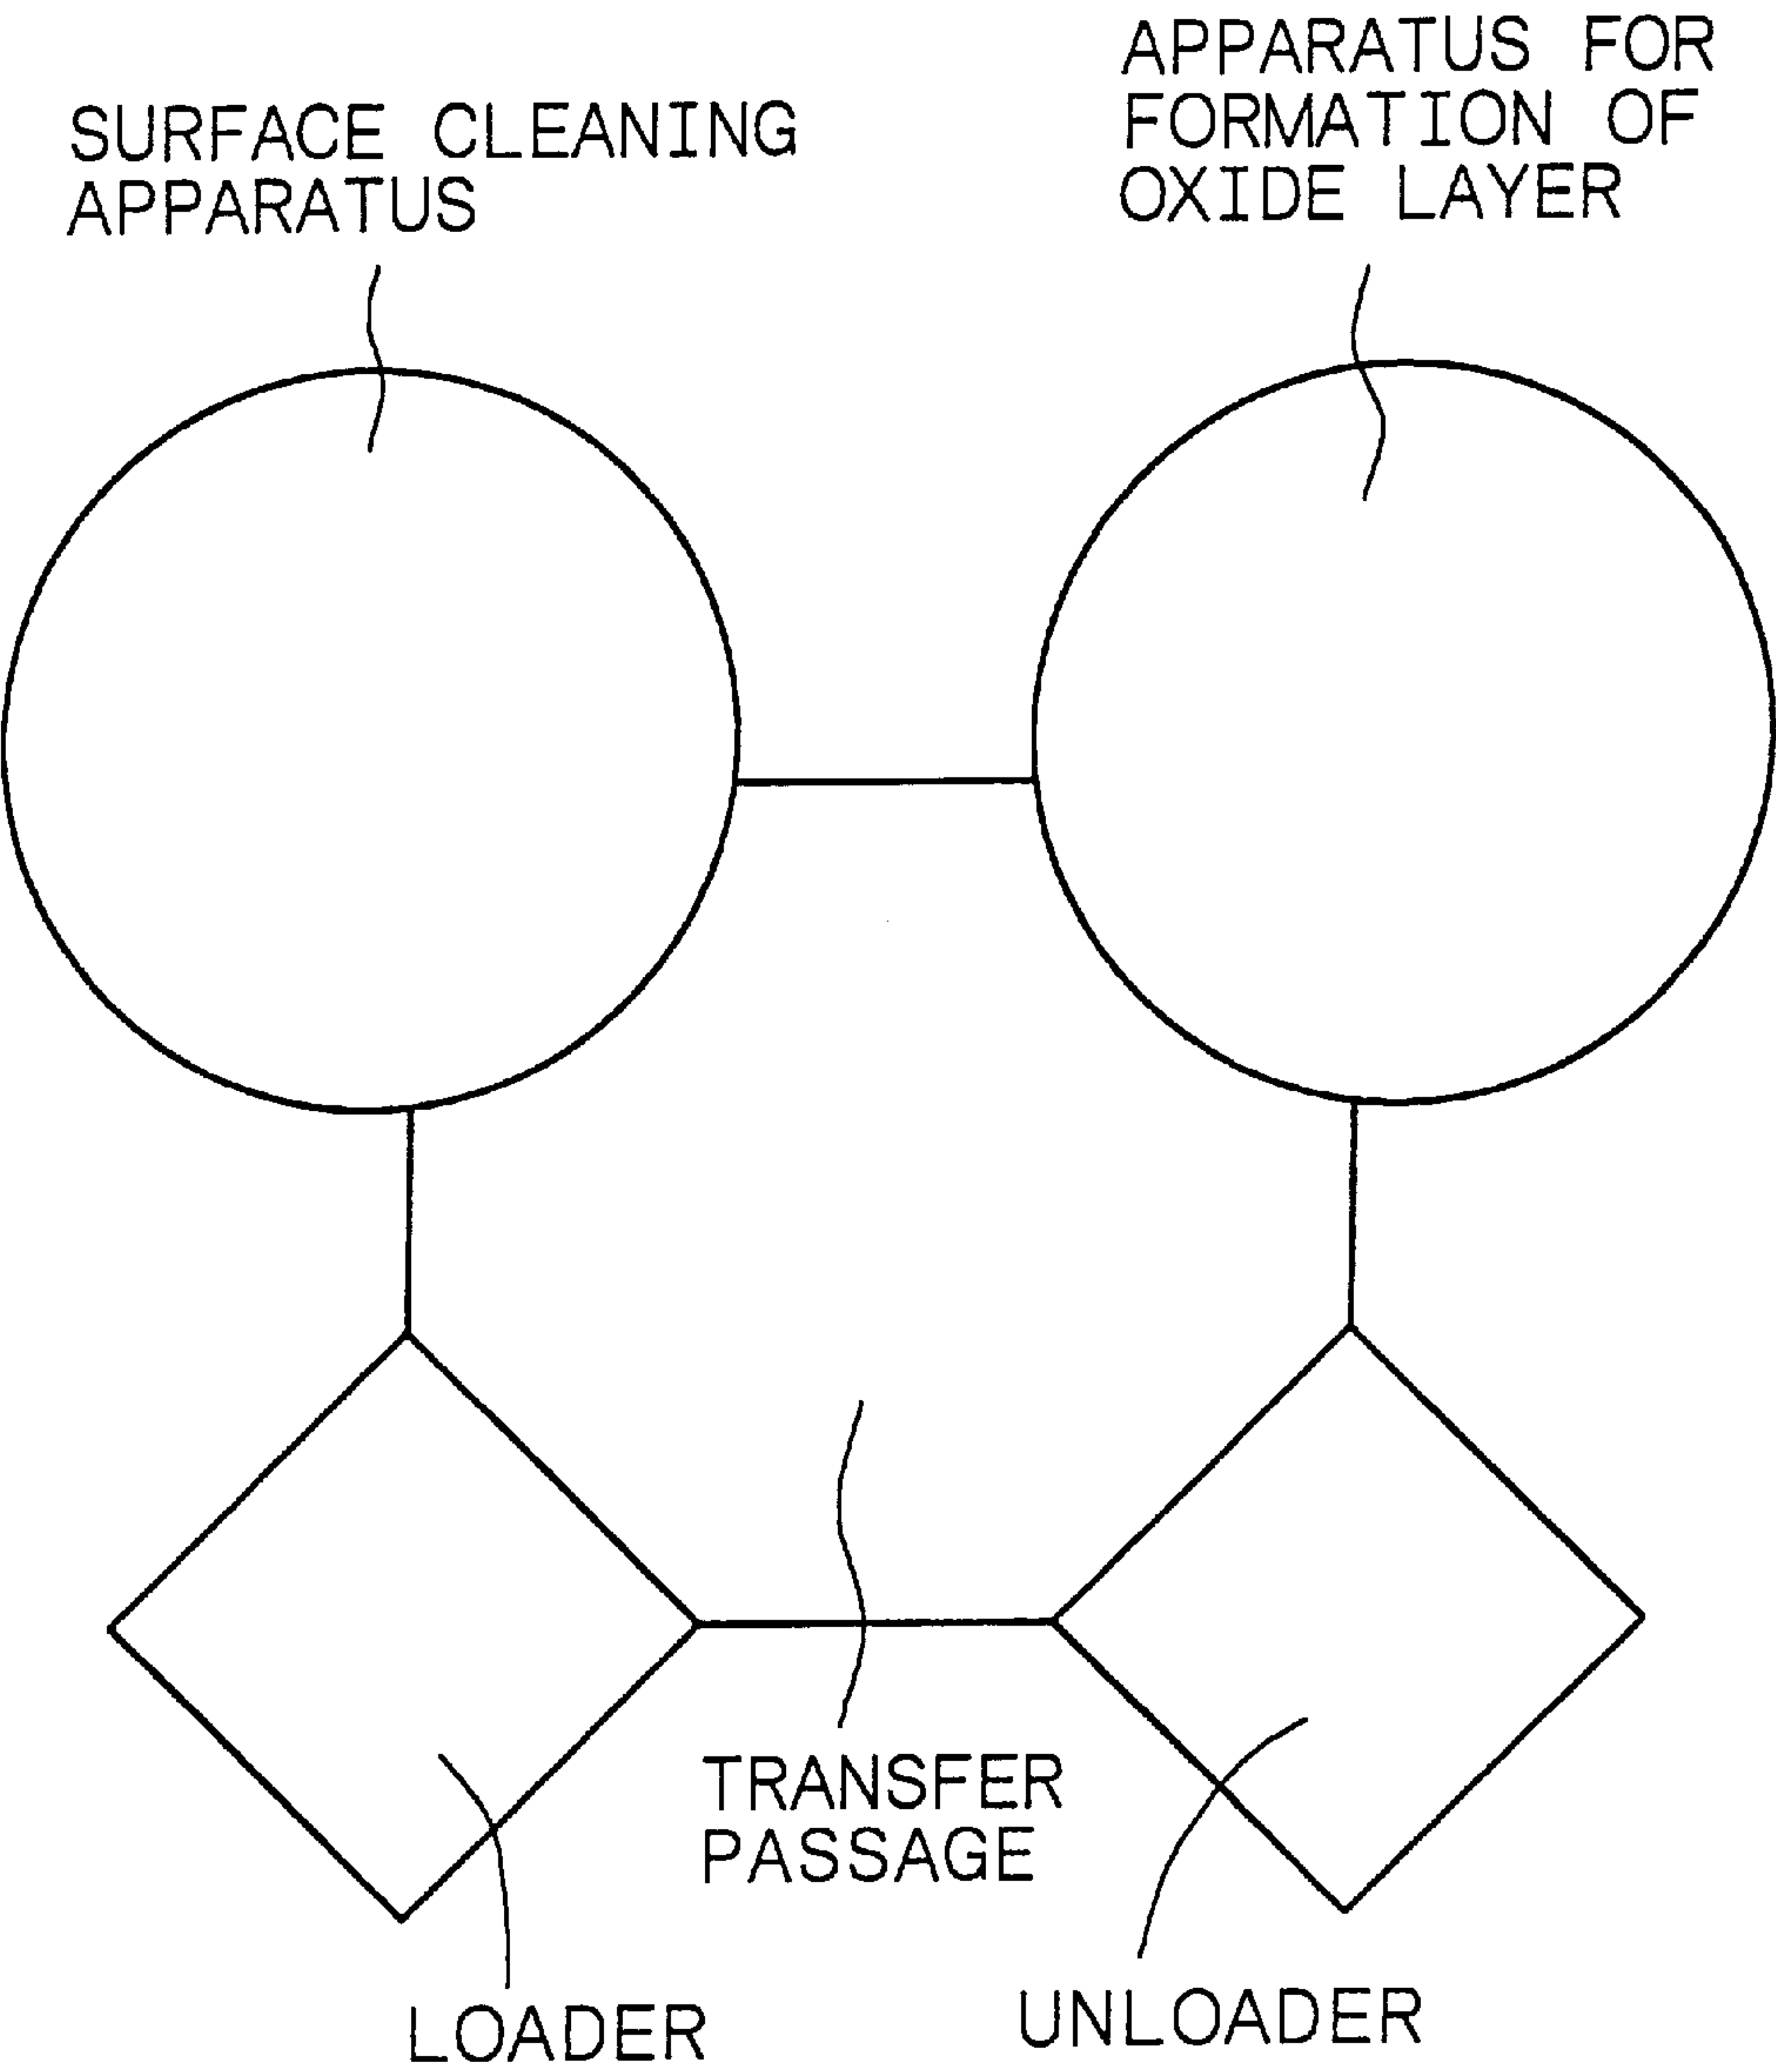 SURFACE CLEANING
APPARATUS
APPARATUS FOR
FORMATION OF
OXIDE LAYER
TRANSFER
PASSAGE
LOADER
UNLOADER